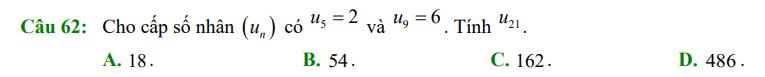 Câu 62: Cho cấp số nhân (uₙ) có u₅ = 2 và u₉ = 6. Tính u₂₁.
A. 18. B. 54. C. 162. D. 486.